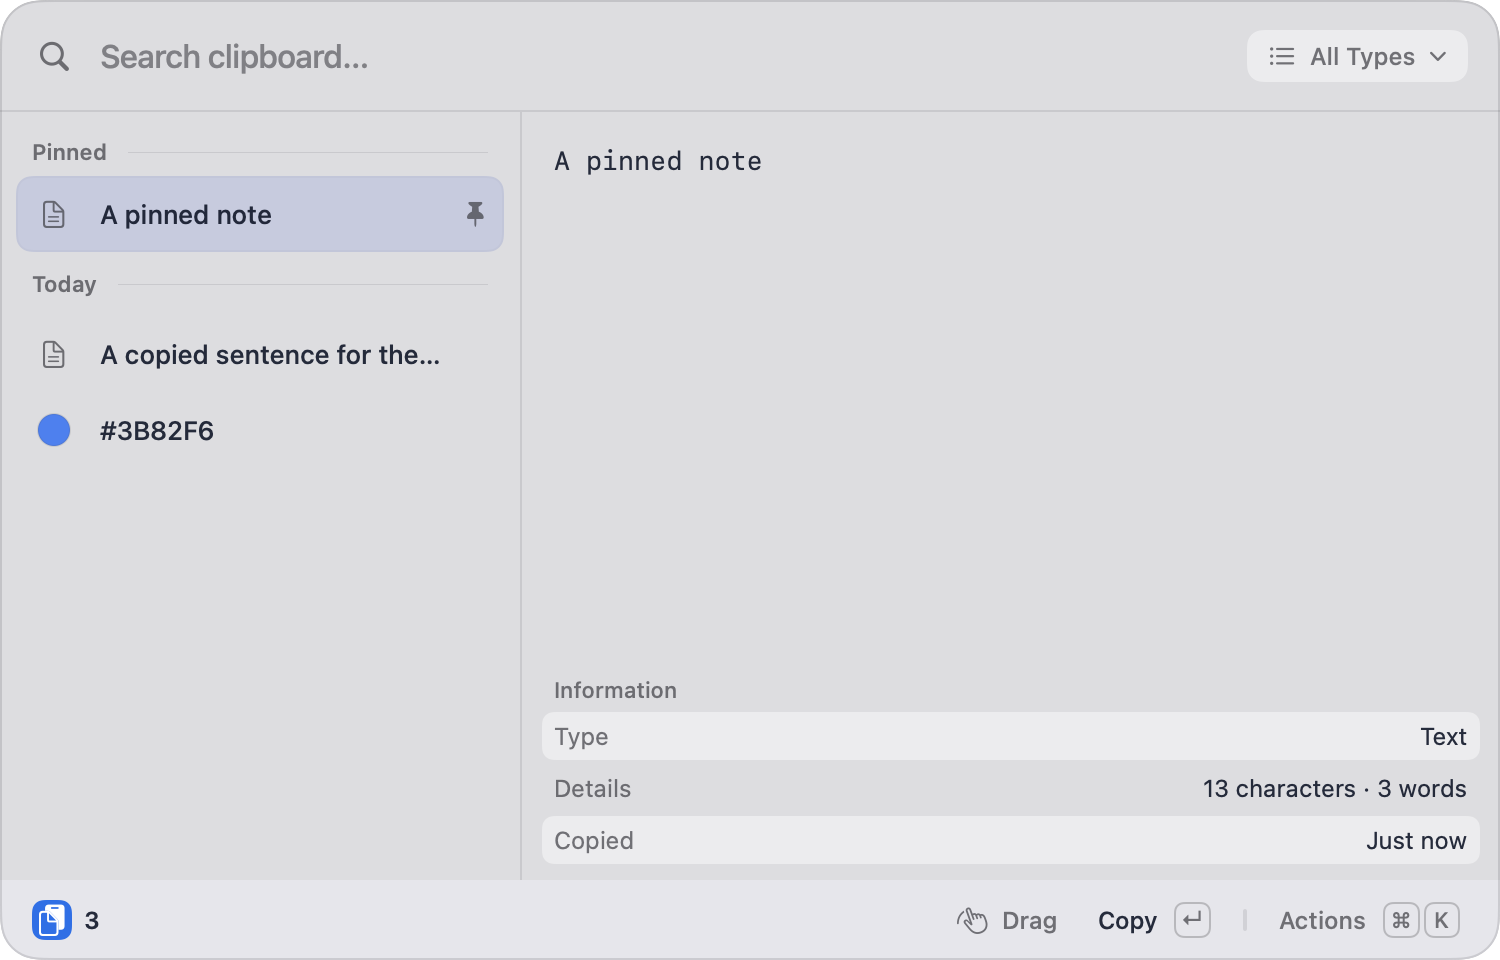 Search clipboard...
All Types
Pinned
A pinned note
Today
A copied sentence for the...
#3B82F6
A pinned note
Information
Type Text
Details 13 characters · 3 words
Copied Just now
3
Drag Copy ↵ Actions ⌘ K